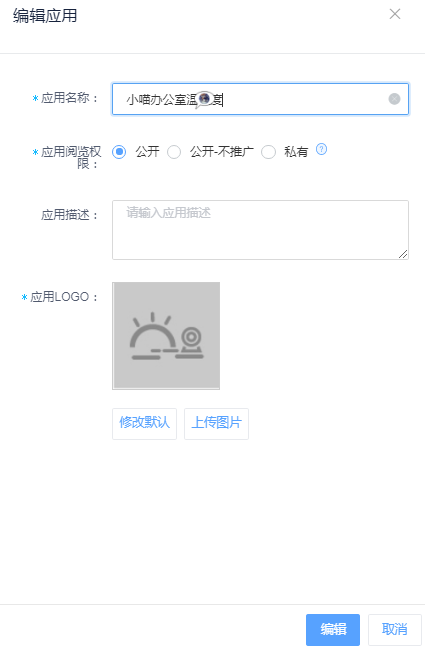 编辑应用
* 应用名称：
小喵办公室温
* 应用阅览权
限：
公开
公开-不推广
私有
?
应用描述：
请输入应用描述
* 应用LOGO：
修改默认
上传图片
编辑
取消